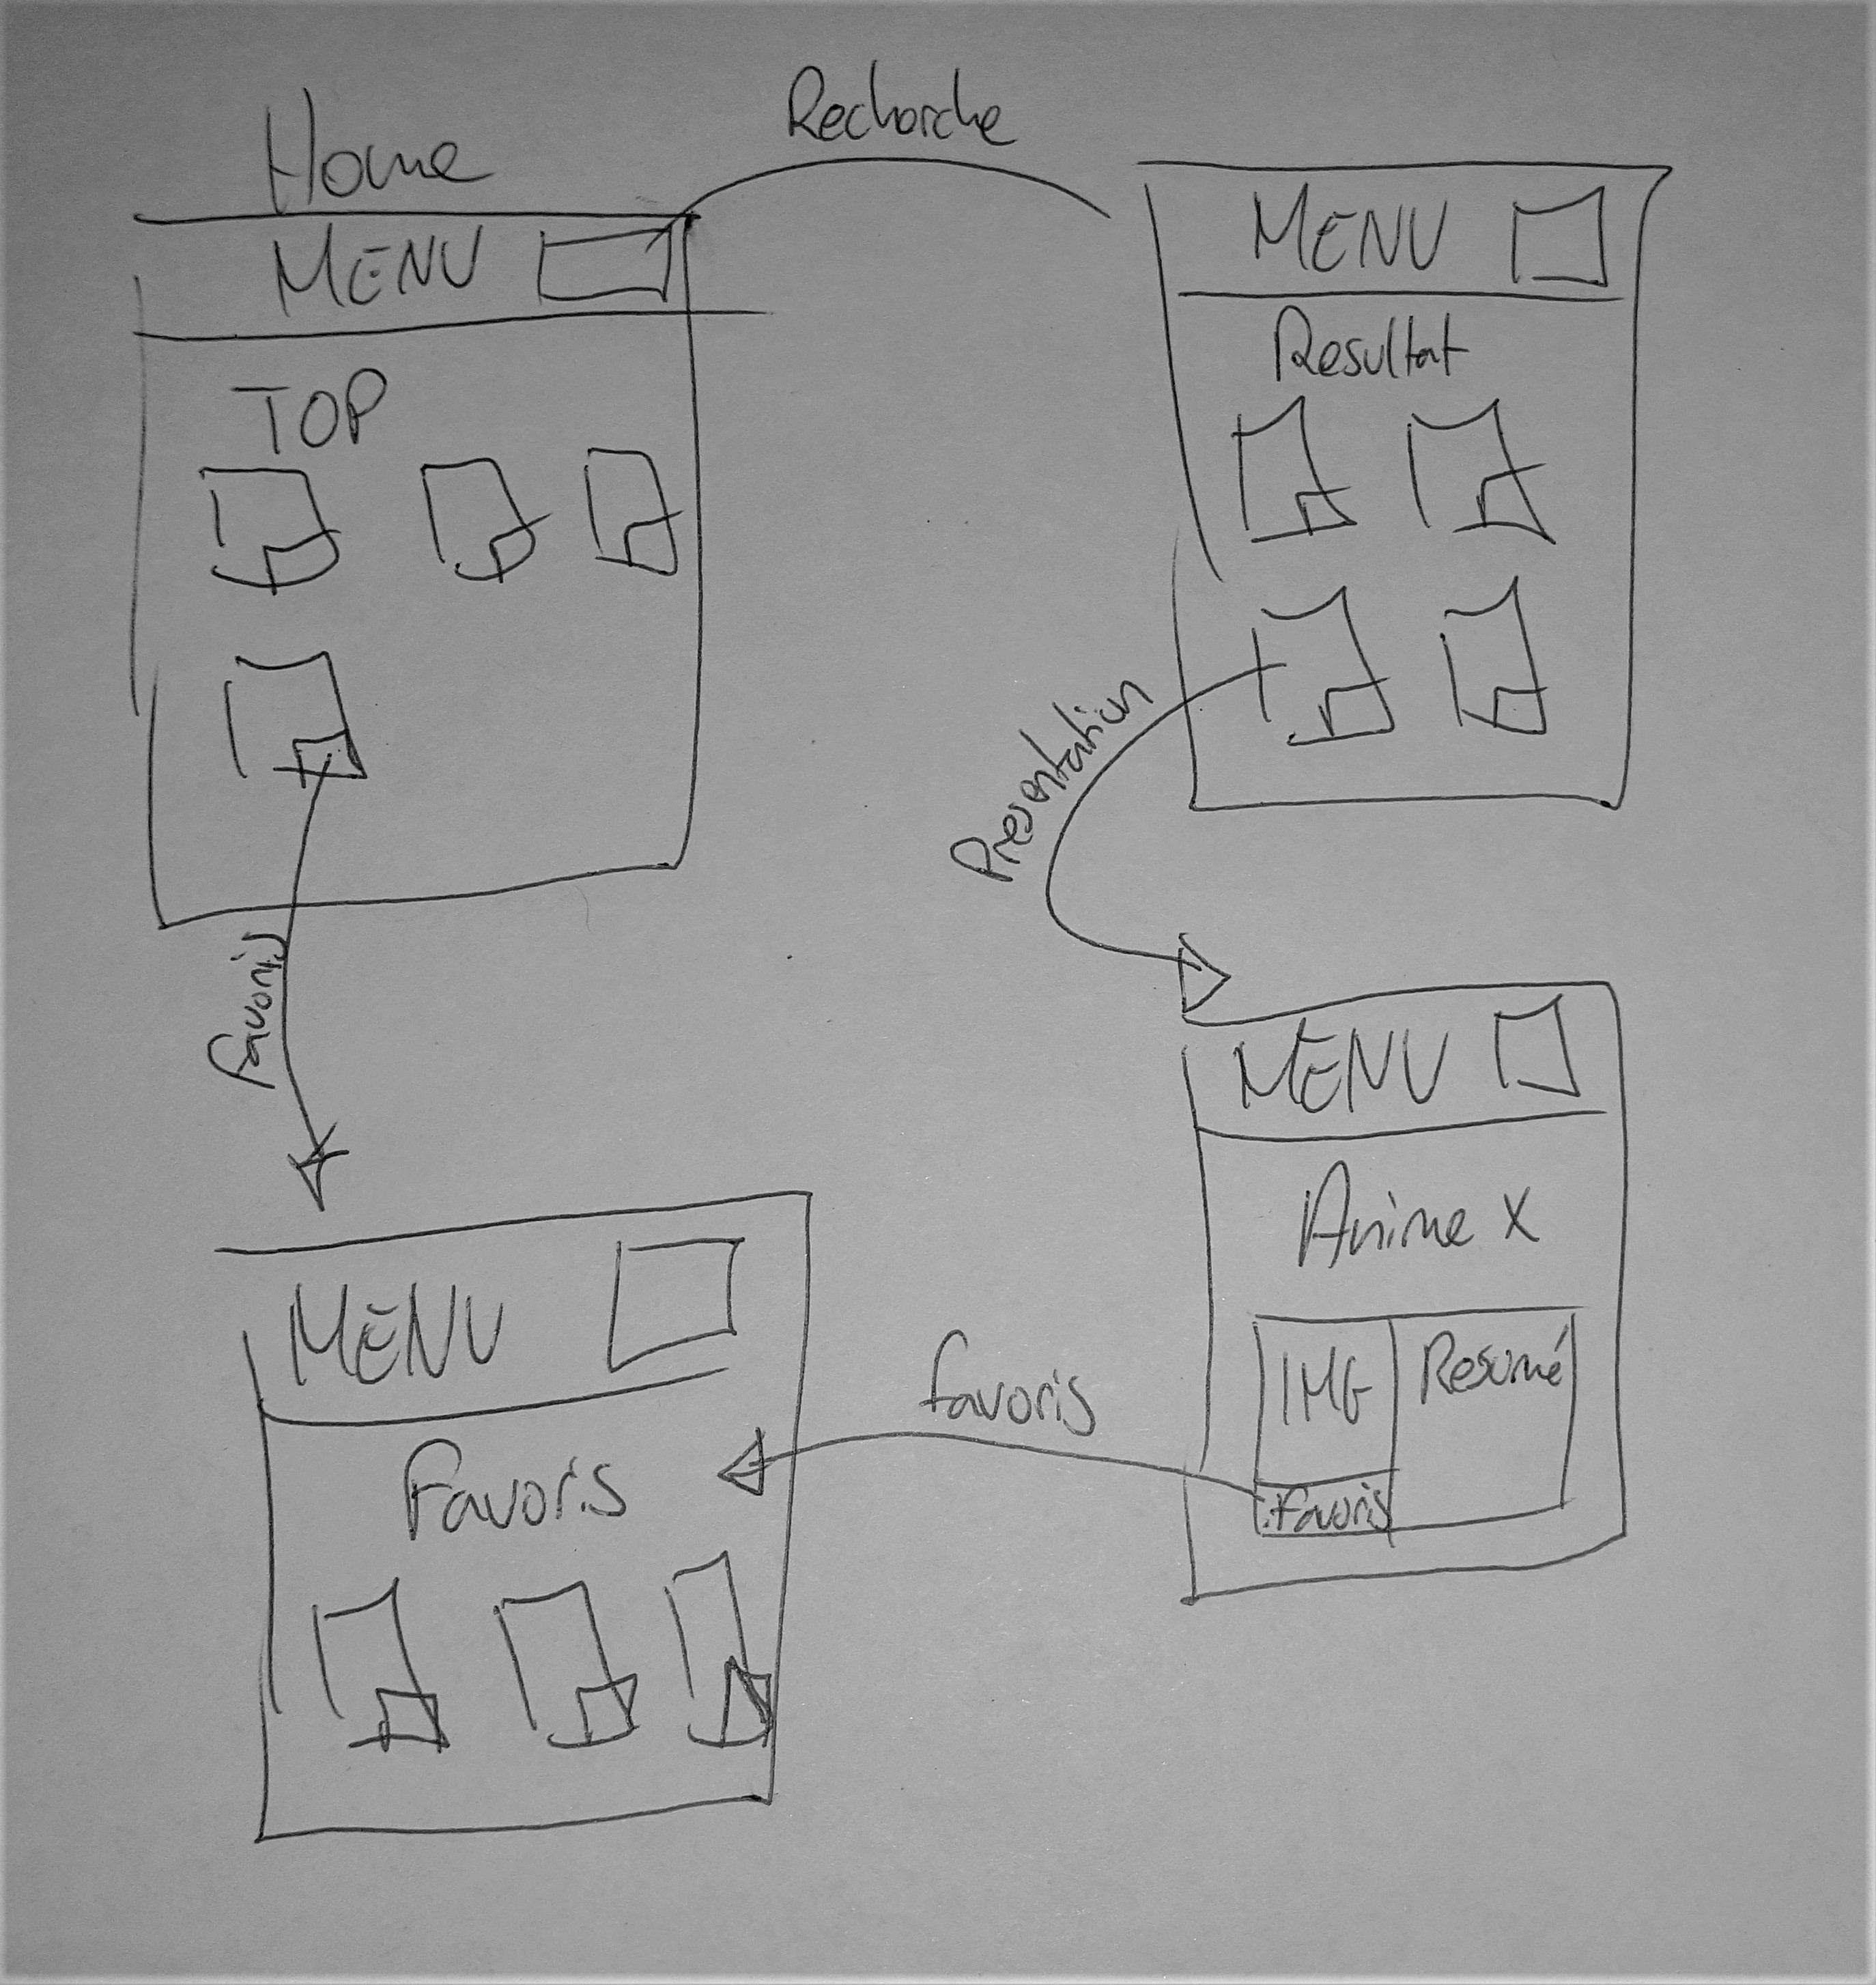 Home
Recherche
MENU
TOP
MENU
Resultat
Presentation
favoris
MENU
Anime X
IMG
Resumé
favoris
favoris
MENU
Favoris